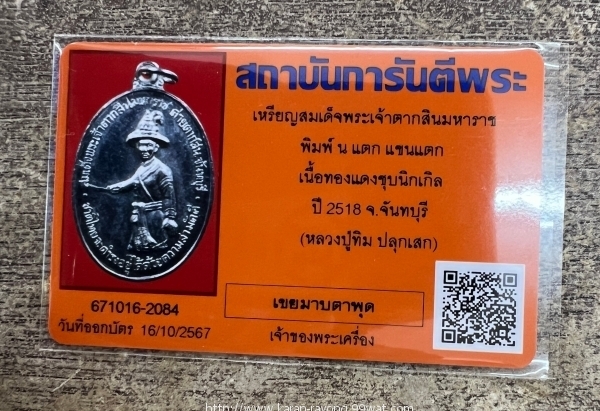 สถาบันการันตีพระ
เหรียญสมเด็จพระเจ้าตากสินมหาราช
พิมพ์ น แตก แขนแตก
เนื้อทองแดงชุบนิกเกิล
ปี 2518 จ.จันทบุรี
(หลวงปู่ทิม ปลุกเสก)
671016-2084
วันที่ออกบัตร 16/10/2567
เขยมาบตาพุด
เจ้าของพระเครื่อง
http://www.karan-rayong.99wat.com